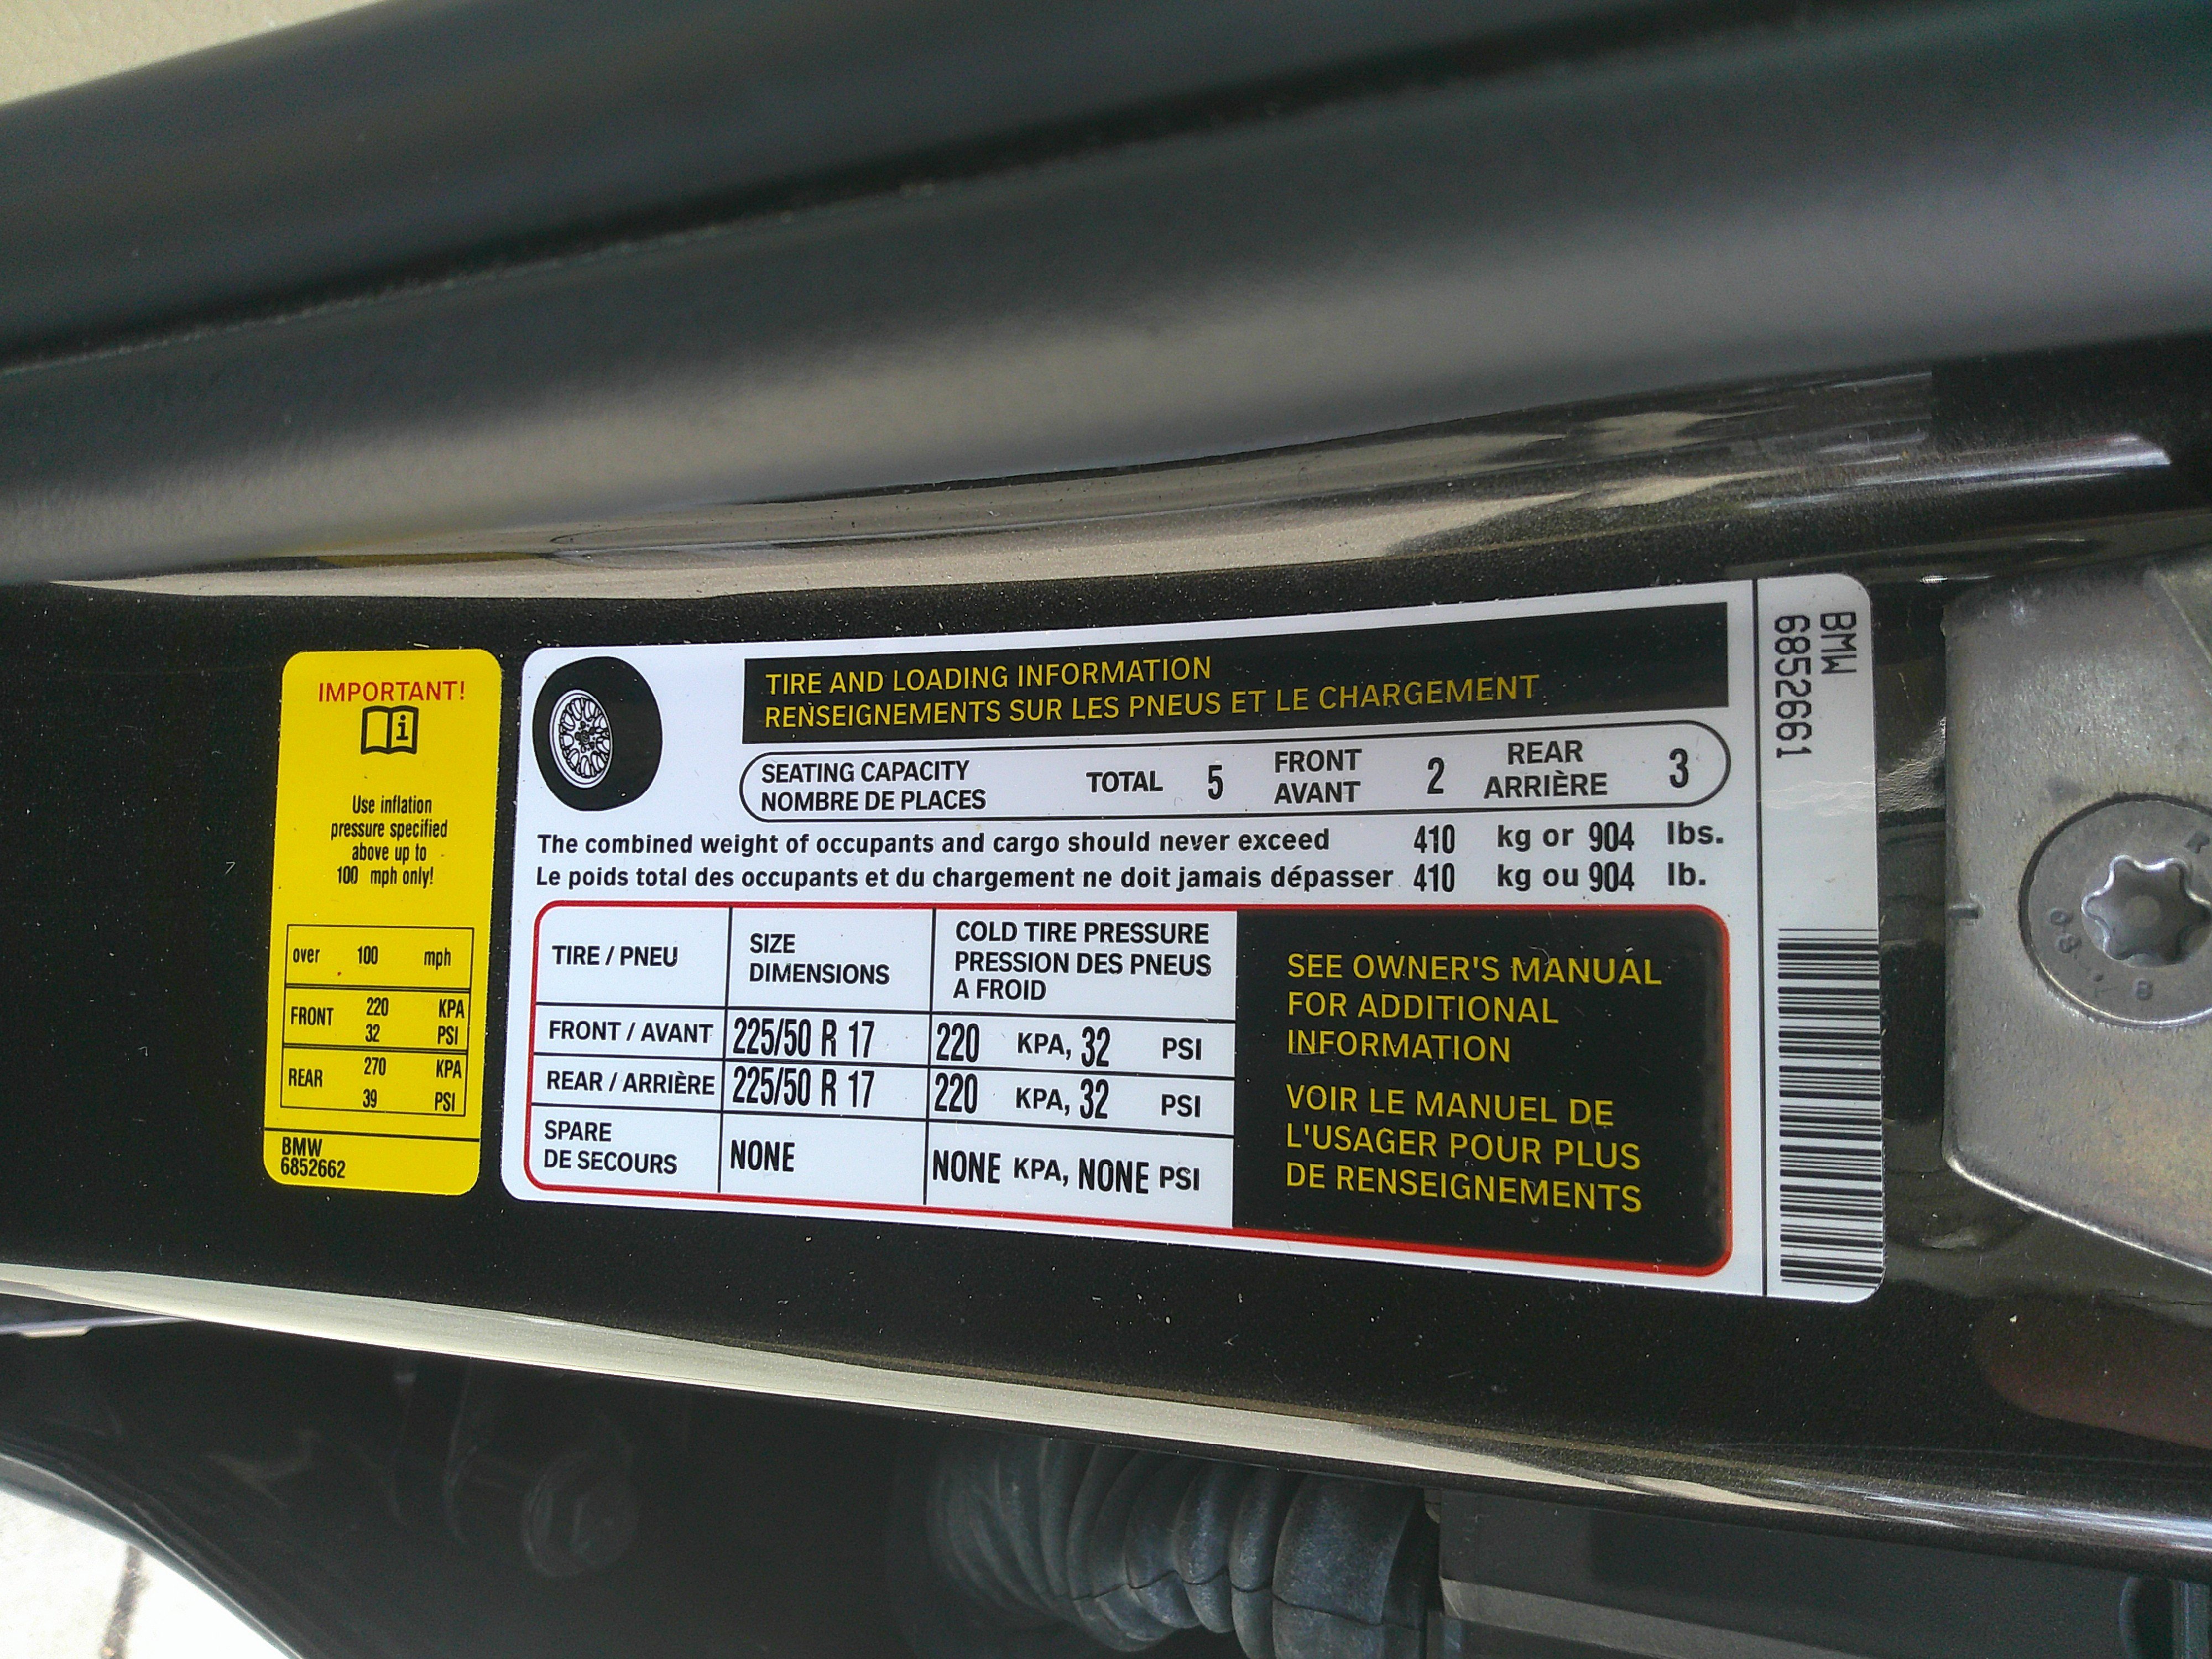 IMPORTANT!
i
Use inflation
pressure specified
above up to
100 mph only!
over 100 mph
FRONT 220 KPA
32 PSI
REAR 270 KPA
39 PSI
BMW
6852662
TIRE AND LOADING INFORMATION
RENSEIGNEMENTS SUR LES PNEUS ET LE CHARGEMENT
SEATING CAPACITY
NOMBRE DE PLACES
TOTAL 5
FRONT
AVANT
2
REAR
ARRIÈRE
3
The combined weight of occupants and cargo should never exceed 410 kg or 904 lbs.
Le poids total des occupants et du chargement ne doit jamais dépasser 410 kg ou 904 lb.
TIRE / PNEU
SIZE
DIMENSIONS
COLD TIRE PRESSURE
PRESSION DES PNEUS
A FROID
FRONT / AVANT 225/50 R 17 220 KPA, 32 PSI
REAR / ARRIÈRE 225/50 R 17 220 KPA, 32 PSI
SPARE
DE SECOURS
NONE NONE KPA, NONE PSI
SEE OWNER'S MANUAL
FOR ADDITIONAL
INFORMATION
VOIR LE MANUEL DE
L'USAGER POUR PLUS
DE RENSEIGNEMENTS
BMW
6852661